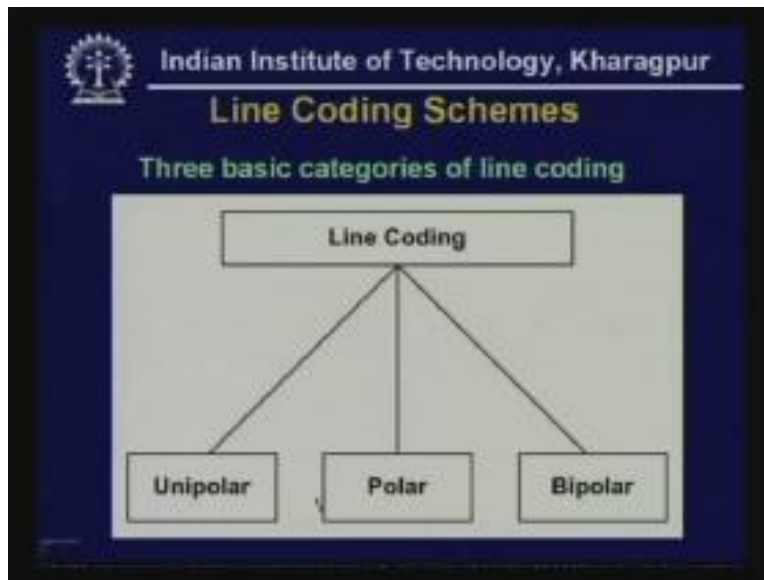 Indian Institute of Technology, Kharagpur
Line Coding Schemes
Three basic categories of line coding
Line Coding
Unipolar
Polar
Bipolar